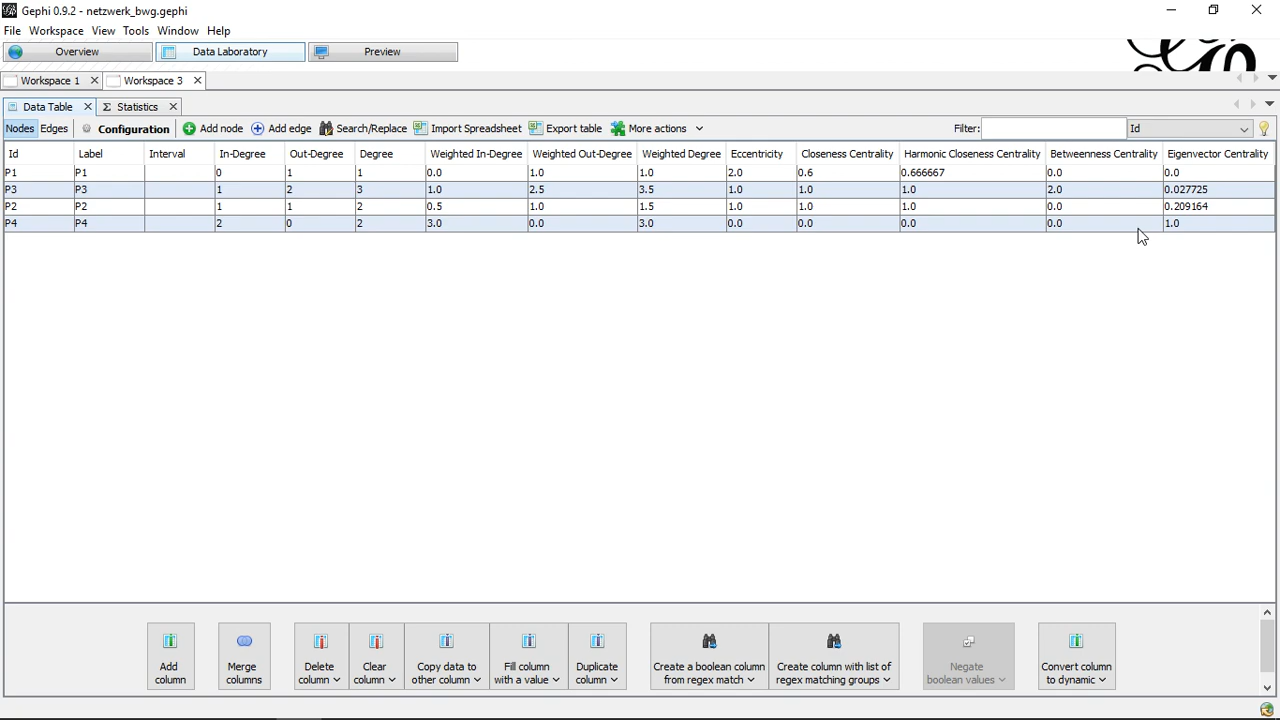 Gephi 0.9.2 - netzwerk_bwg.gephi
File Workspace View Tools Window Help
Overview Data Laboratory Preview
Workspace 1 Workspace 3
Data Table Σ Statistics
Nodes Edges Configuration Add node Add edge Search/Replace Import Spreadsheet Export table More actions Filter: Id
Id Label Interval In-Degree Out-Degree Degree Weighted In-Degree Weighted Out-Degree Weighted Degree Eccentricity Closeness Centrality Harmonic Closeness Centrality Betweenness Centrality Eigenvector Centrality
P1 P1 0 1 1 0.0 1.0 1.0 2.0 0.6 0.666667 0.0 0.0
P3 P3 1 2 3 1.0 2.5 3.5 1.0 1.0 1.0 2.0 0.027725
P2 P2 1 1 2 0.5 1.0 1.5 1.0 1.0 1.0 0.0 0.209164
P4 P4 2 0 2 3.0 0.0 3.0 0.0 0.0 0.0 0.0 1.0
Add column
Merge columns
Delete column
Clear column
Copy data to other column
Fill column with a value
Duplicate column
Create a boolean column from regex match
Create column with list of regex matching groups
Negate boolean values
Convert column to dynamic